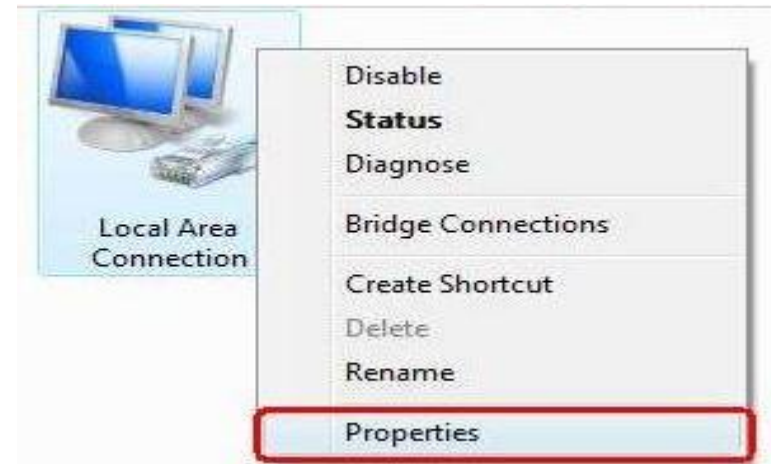 Local Area
Connection
Disable
Status
Diagnose
Bridge Connections
Create Shortcut
Delete
Rename
Properties